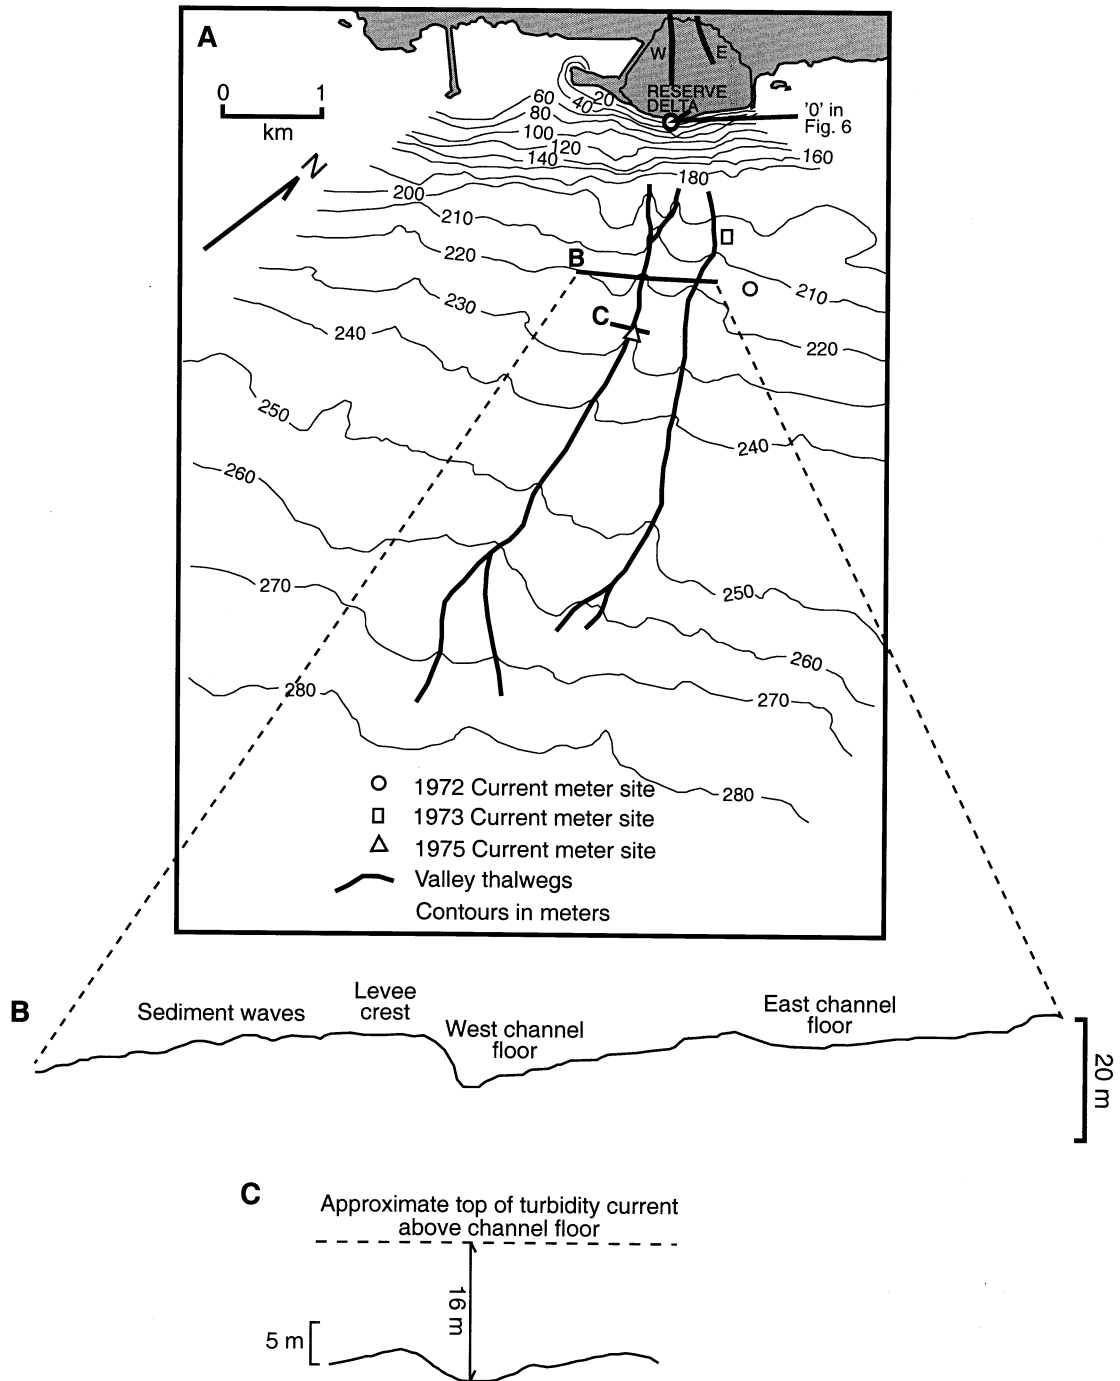 A
W
E
RESERVE
DELTA
0
1
km
N
'0' in
Fig. 6
20
40
60
80
100
120
140
160
180
200
210
220
230
240
250
260
270
280
210
220
240
250
260
270
280
B
C
1972 Current meter site
1973 Current meter site
1975 Current meter site
Valley thalwegs
Contours in meters
B
Sediment waves
Levee
crest
West channel
floor
East channel
floor
20 m
C
Approximate top of turbidity current
above channel floor
16 m
5 m